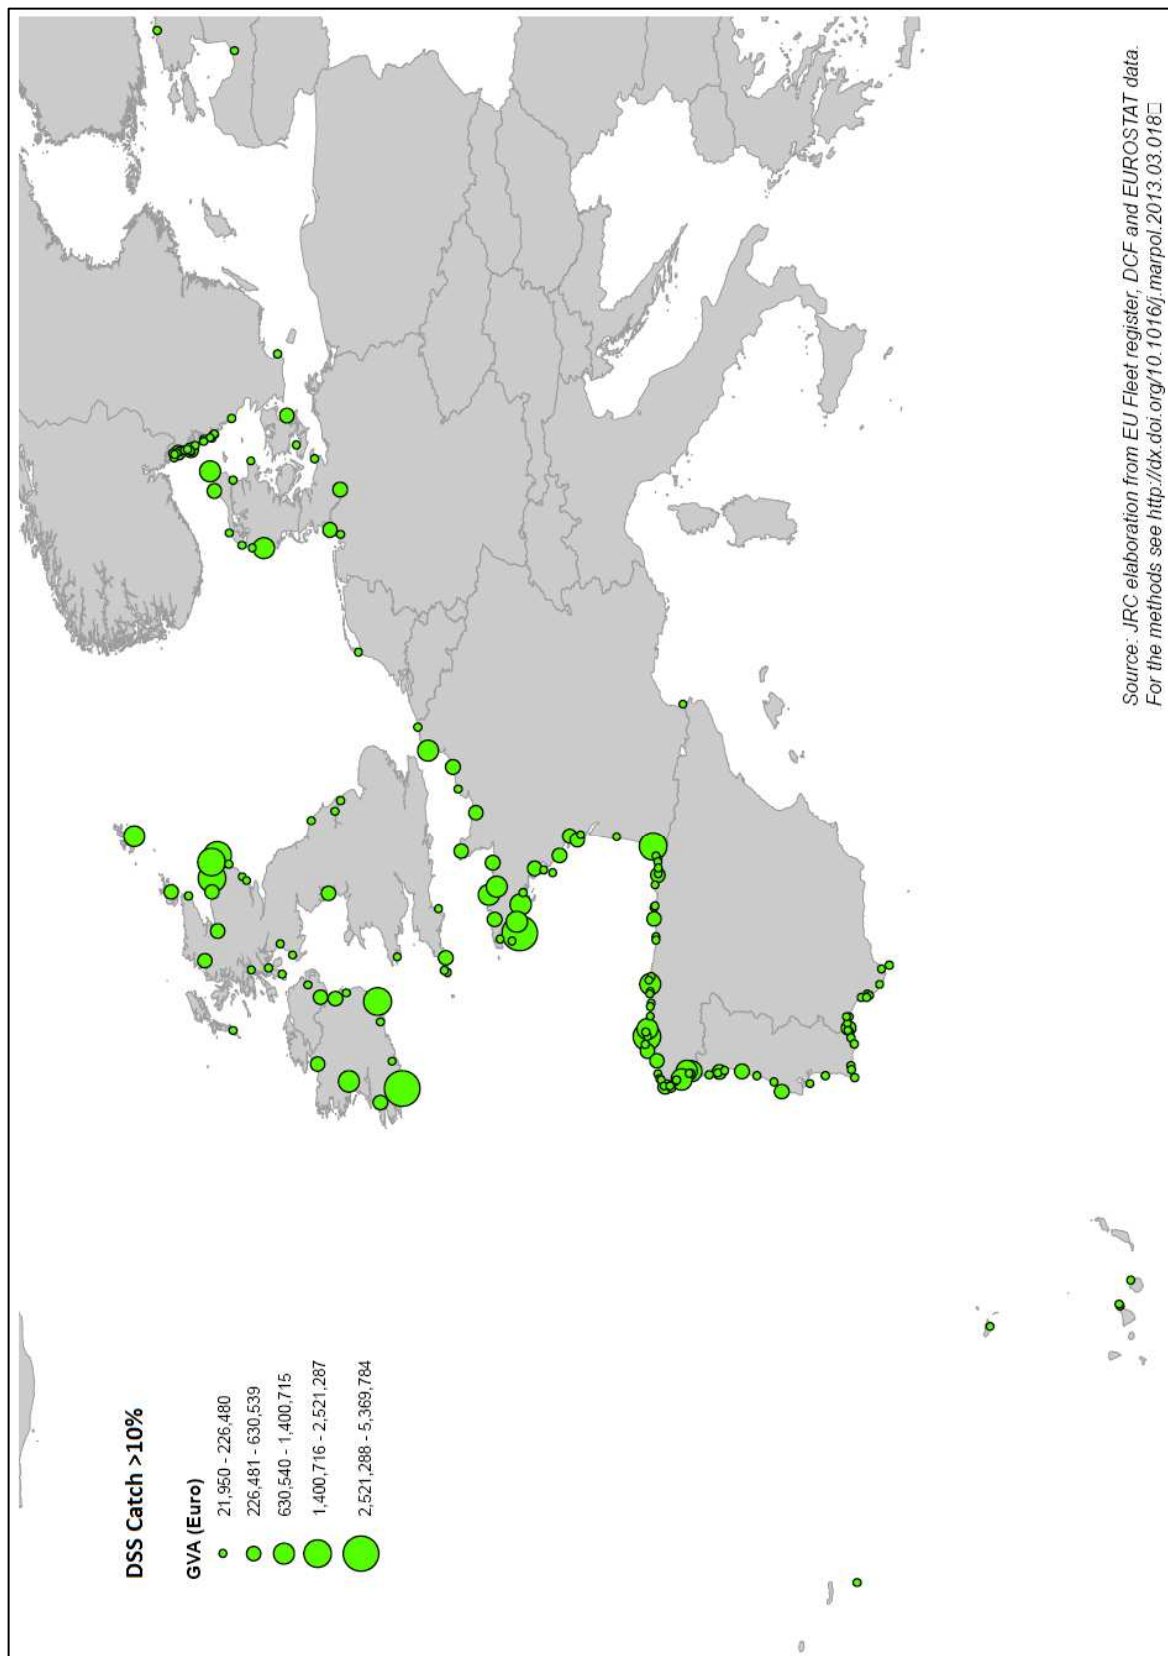 DSS Catch >10%
GVA (Euro)
21,950 - 226,480
226,481 - 630,539
630,540 - 1,400,715
1,400,716 - 2,521,287
2,521,288 - 5,369,784
Source: JRC elaboration from EU Fleet register, DCF and EUROSTAT data.
For the methods see http://dx.doi.org/10.1016/j.marpol.2013.03.018□